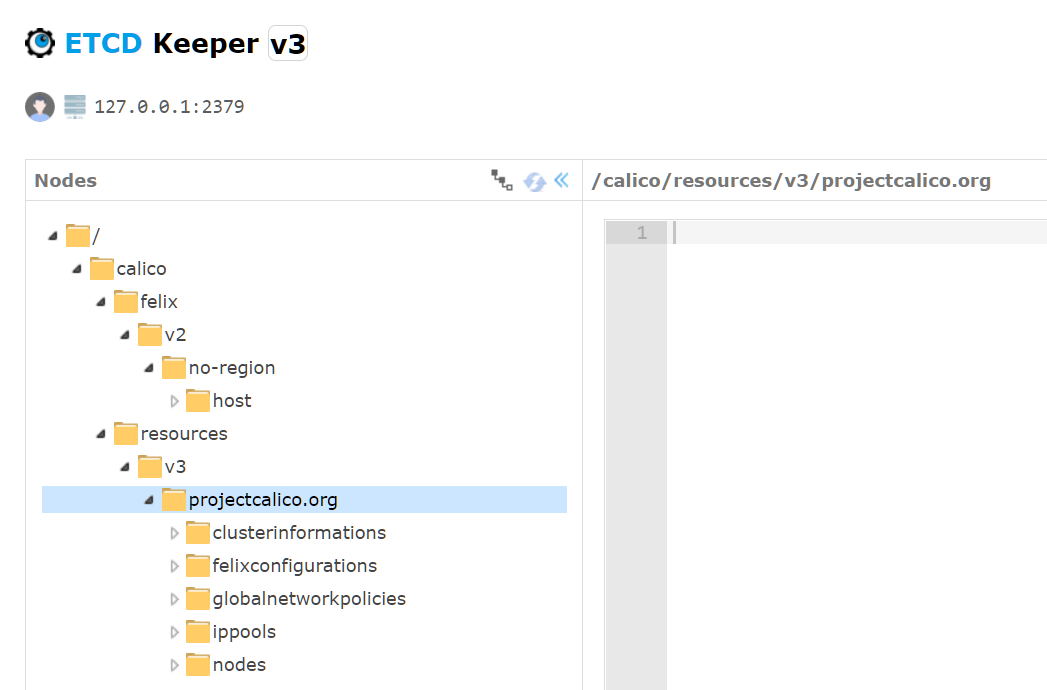 ETCD Keeper v3
127.0.0.1:2379
Nodes
/calico/resources/v3/projectcalico.org
1
/
calico
felix
v2
no-region
host
resources
v3
projectcalico.org
clusterinformations
felixconfigurations
globalnetworkpolicies
ippools
nodes